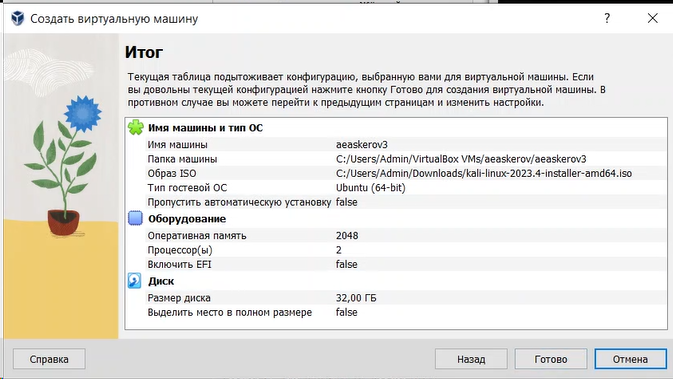 Создать виртуальную машину
?
Итог
Текущая таблица подытоживает конфигурацию, выбранную вами для виртуальной машины. Если
вы довольны текущей конфигурацией нажмите кнопку Готово для создания виртуальной машины. В
противном случае вы можете перейти к предыдущим страницам и изменить настройки.
Имя машины и тип ОС
Имя машины aeaskerov3
Папка машины C:/Users/Admin/VirtualBox VMs/aeaskerov/aeaskerov3
Образ ISO C:/Users/Admin/Downloads/kali-linux-2023.4-installer-amd64.iso
Тип гостевой ОС Ubuntu (64-bit)
Пропустить автоматическую установку false
Оборудование
Оперативная память 2048
Процессор(ы) 2
Включить EFI false
Диск
Размер диска 32,00 ГБ
Выделить место в полном размере false
Справка Назад Готово Отмена